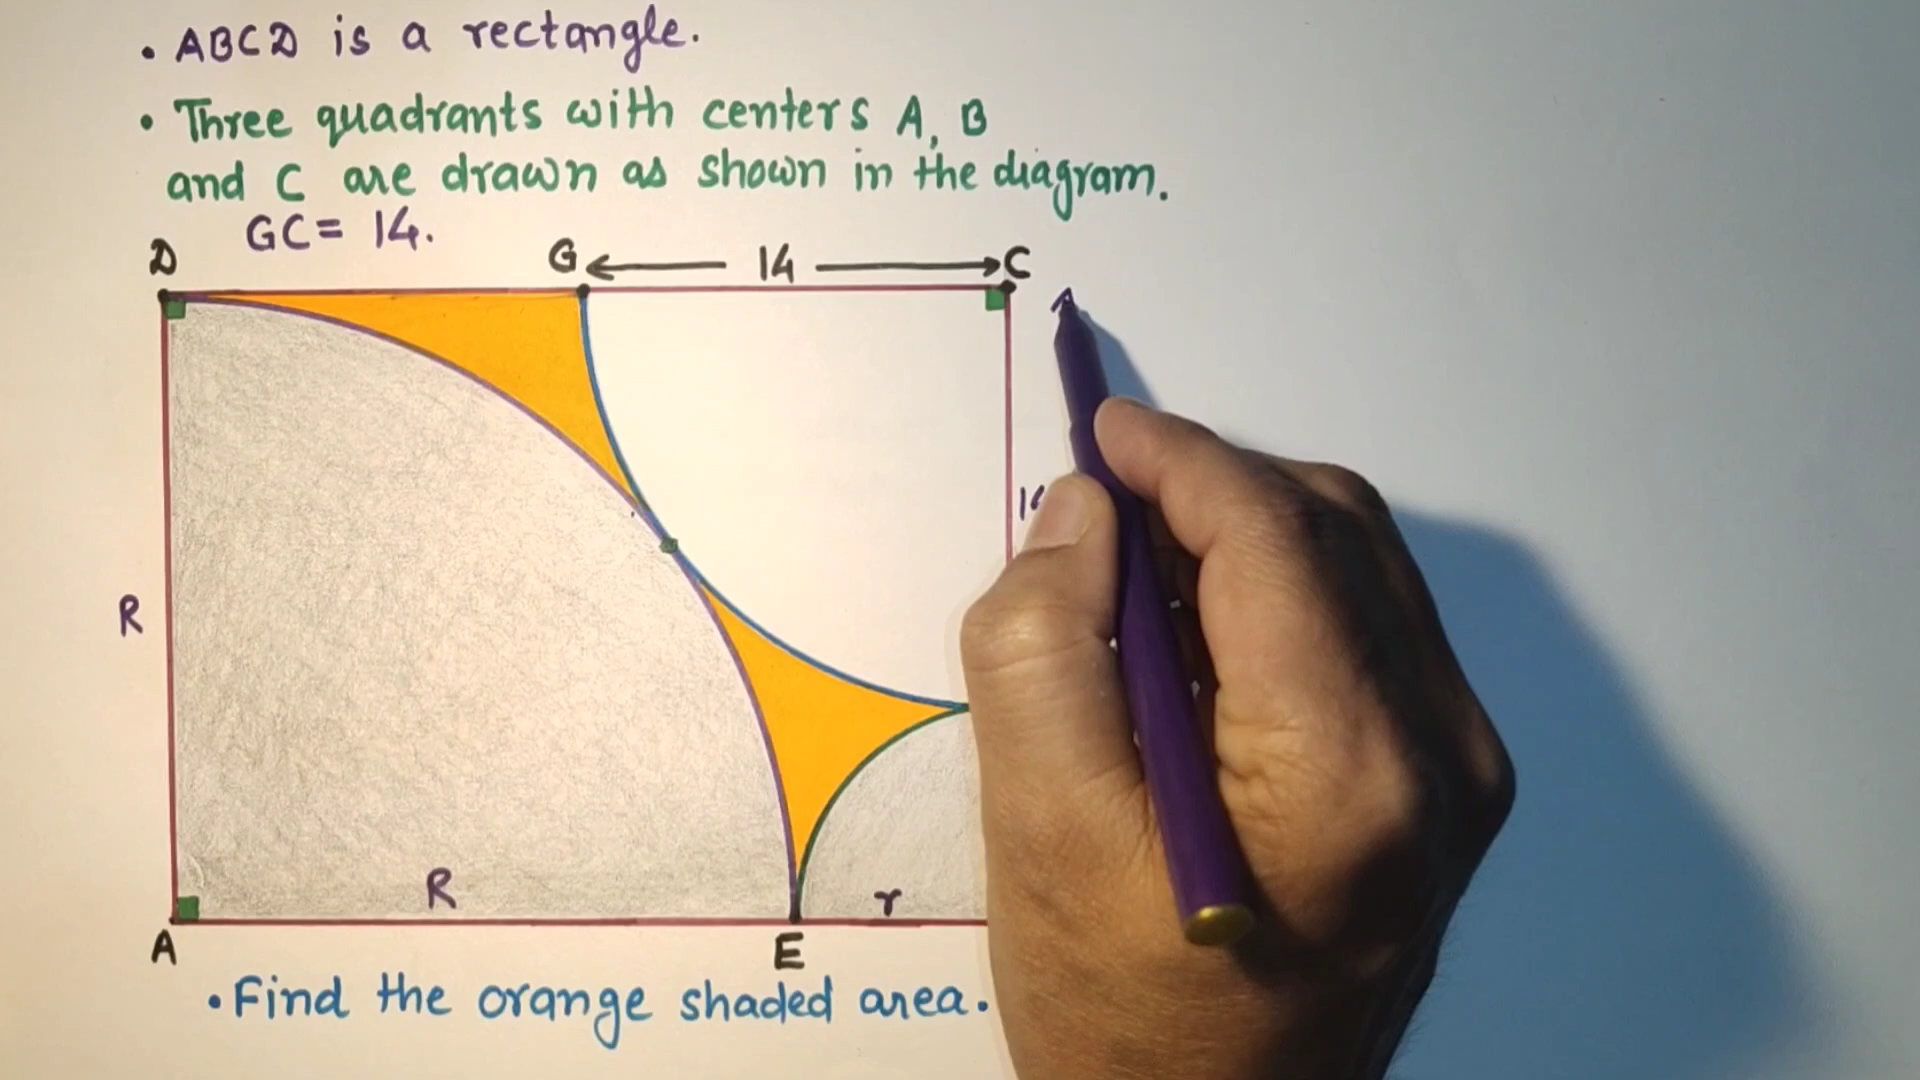 • ABCD is a rectangle.
• Three quadrants with centers A, B
and C are drawn as shown in the diagram.
GC= 14.
D G 14 C
R
R r
A E
• Find the orange shaded area.